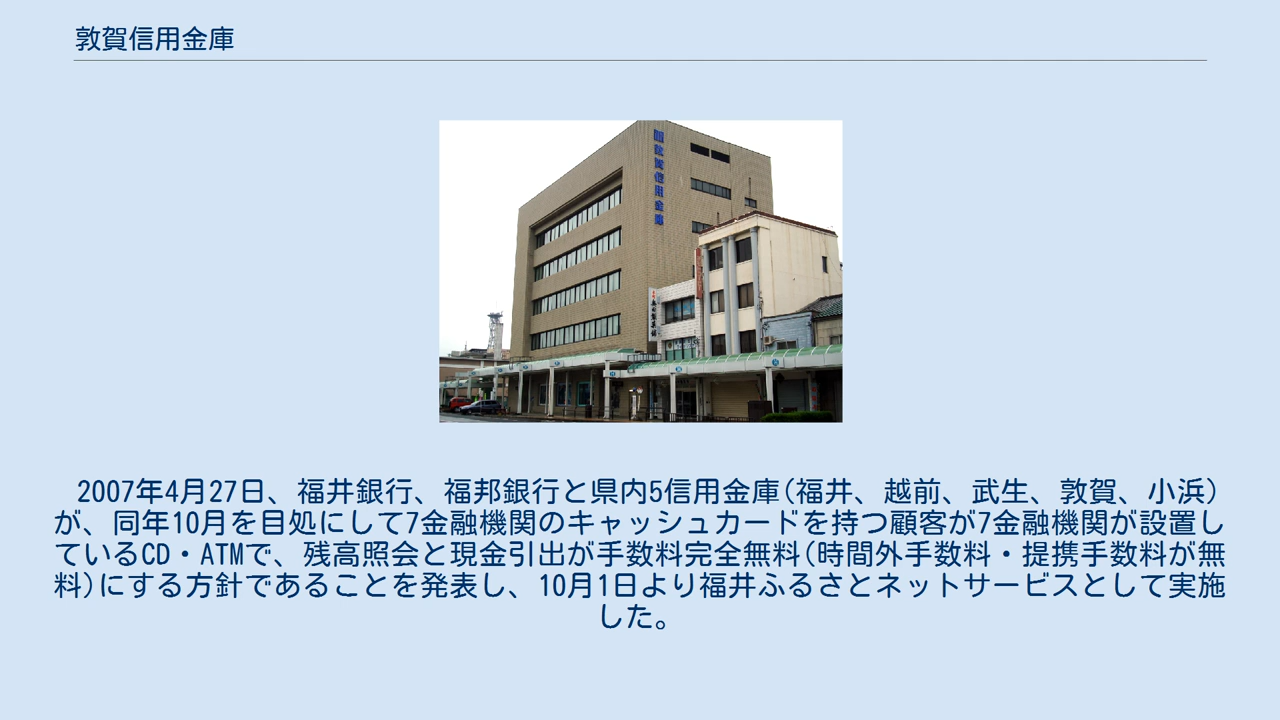 敦賀信用金庫
敦賀信用金庫
2007年4月27日、福井銀行、福邦銀行と県内5信用金庫(福井、越前、武生、敦賀、小浜)
が、同年10月を目処にして7金融機関のキャッシュカードを持つ顧客が7金融機関が設置し
ているCD・ATMで、残高照会と現金引出が手数料完全無料(時間外手数料・提携手数料が無
料)にする方針であることを発表し、10月1日より福井ふるさとネットサービスとして実施
した。